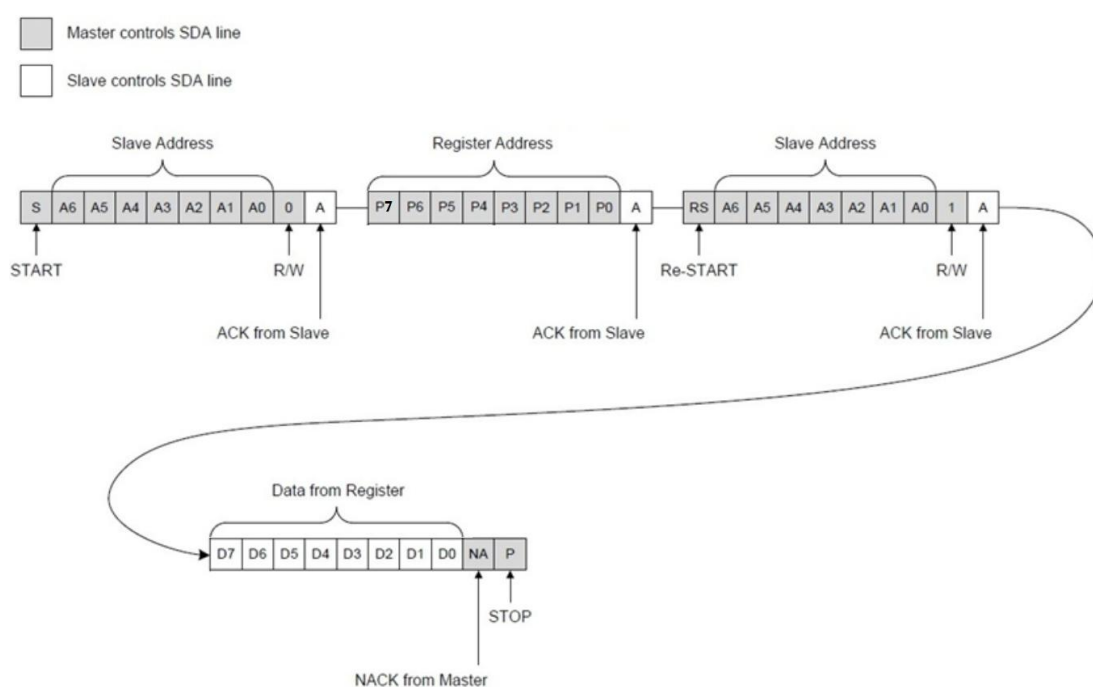 Master controls SDA line
Slave controls SDA line
Slave Address
Register Address
Slave Address
S A6 A5 A4 A3 A2 A1 A0 0 A
P7 P6 P5 P4 P3 P2 P1 P0 A
RS A6 A5 A4 A3 A2 A1 A0 1 A
START
R/W
Re-START
R/W
ACK from Slave
ACK from Slave
ACK from Slave
Data from Register
D7 D6 D5 D4 D3 D2 D1 D0 NA P
STOP
NACK from Master